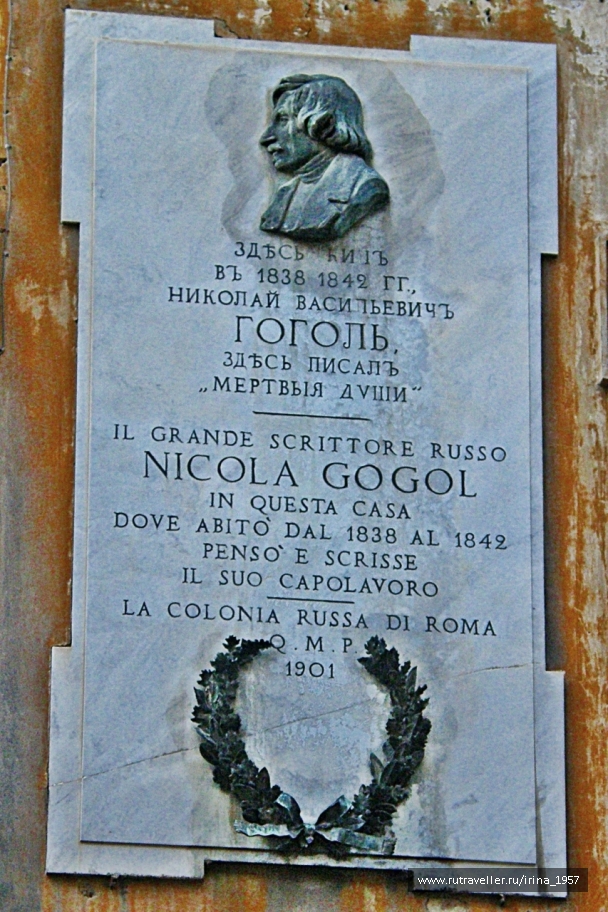 ЗДѢСЬ ЖИЛЪ
ВЪ 1838 1842 ГГ.,
НИКОЛАЙ ВАСИЛЬЕВИЧЪ
ГОГОЛЬ,
ЗДѢСЬ ПИСАЛЪ
„МЕРТВЫЯ ДУШИ“
IL GRANDE SCRITTORE RUSSO
NICOLA GOGOL
IN QUESTA CASA
DOVE ABITO' DAL 1838 AL 1842
PENSO' E SCRISSE
IL SUO CAPOLAVORO
LA COLONIA RUSSA DI ROMA
Q.M.P.
1901
www.rutraveller.ru/irina_1957